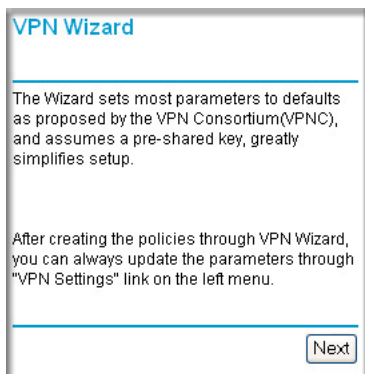 VPN Wizard
The Wizard sets most parameters to defaults
as proposed by the VPN Consortium(VPNC),
and assumes a pre-shared key, greatly
simplifies setup.
After creating the policies through VPN Wizard,
you can always update the parameters through
"VPN Settings" link on the left menu.
Next